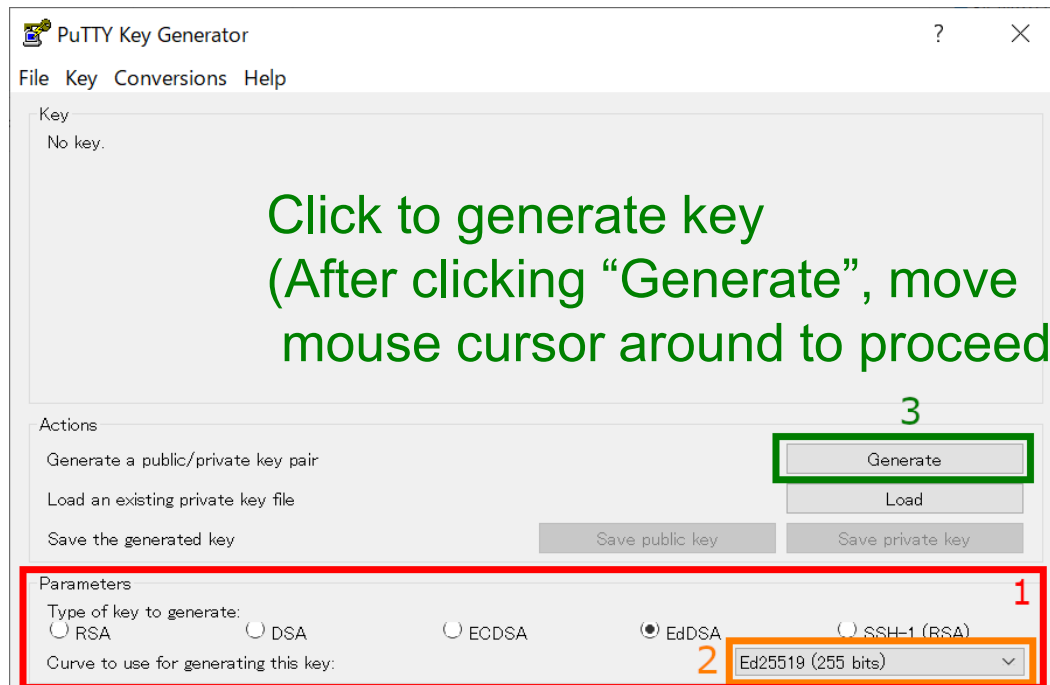 PuTTY Key Generator ?
File Key Conversions Help
Key
No key.
Click to generate key
(After clicking “Generate”, move
mouse cursor around to proceed
3
Actions
Generate a public/private key pair Generate
Load an existing private key file Load
Save the generated key Save public key Save private key
Parameters 1
Type of key to generate:
RSA DSA ECDSA EdDSA SSH-1 (RSA)
Curve to use for generating this key: 2 Ed25519 (255 bits)